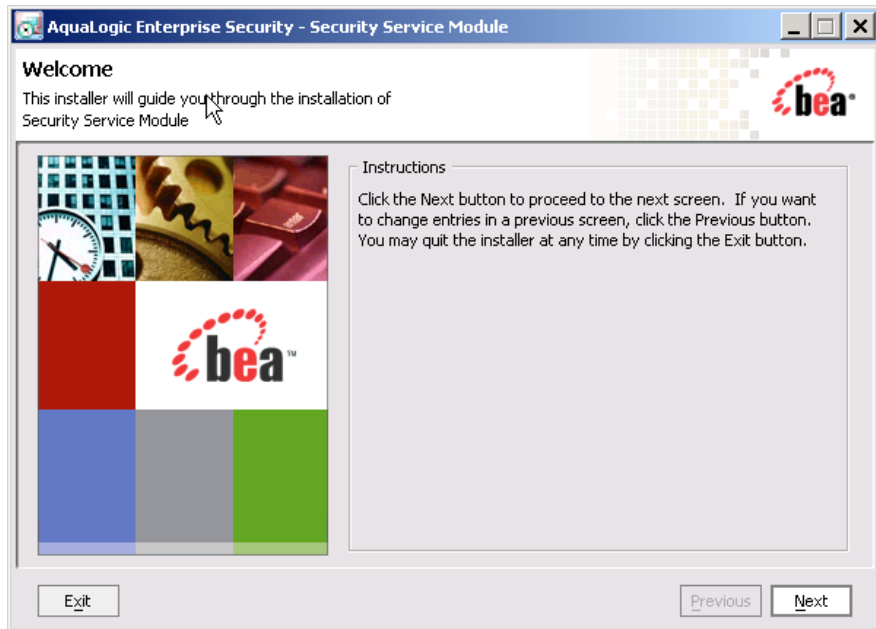 AquaLogic Enterprise Security - Security Service Module
Welcome
This installer will guide you through the installation of
Security Service Module
bea
Instructions
Click the Next button to proceed to the next screen. If you want
to change entries in a previous screen, click the Previous button.
You may quit the installer at any time by clicking the Exit button.
enter
bea™
Exit
Previous
Next